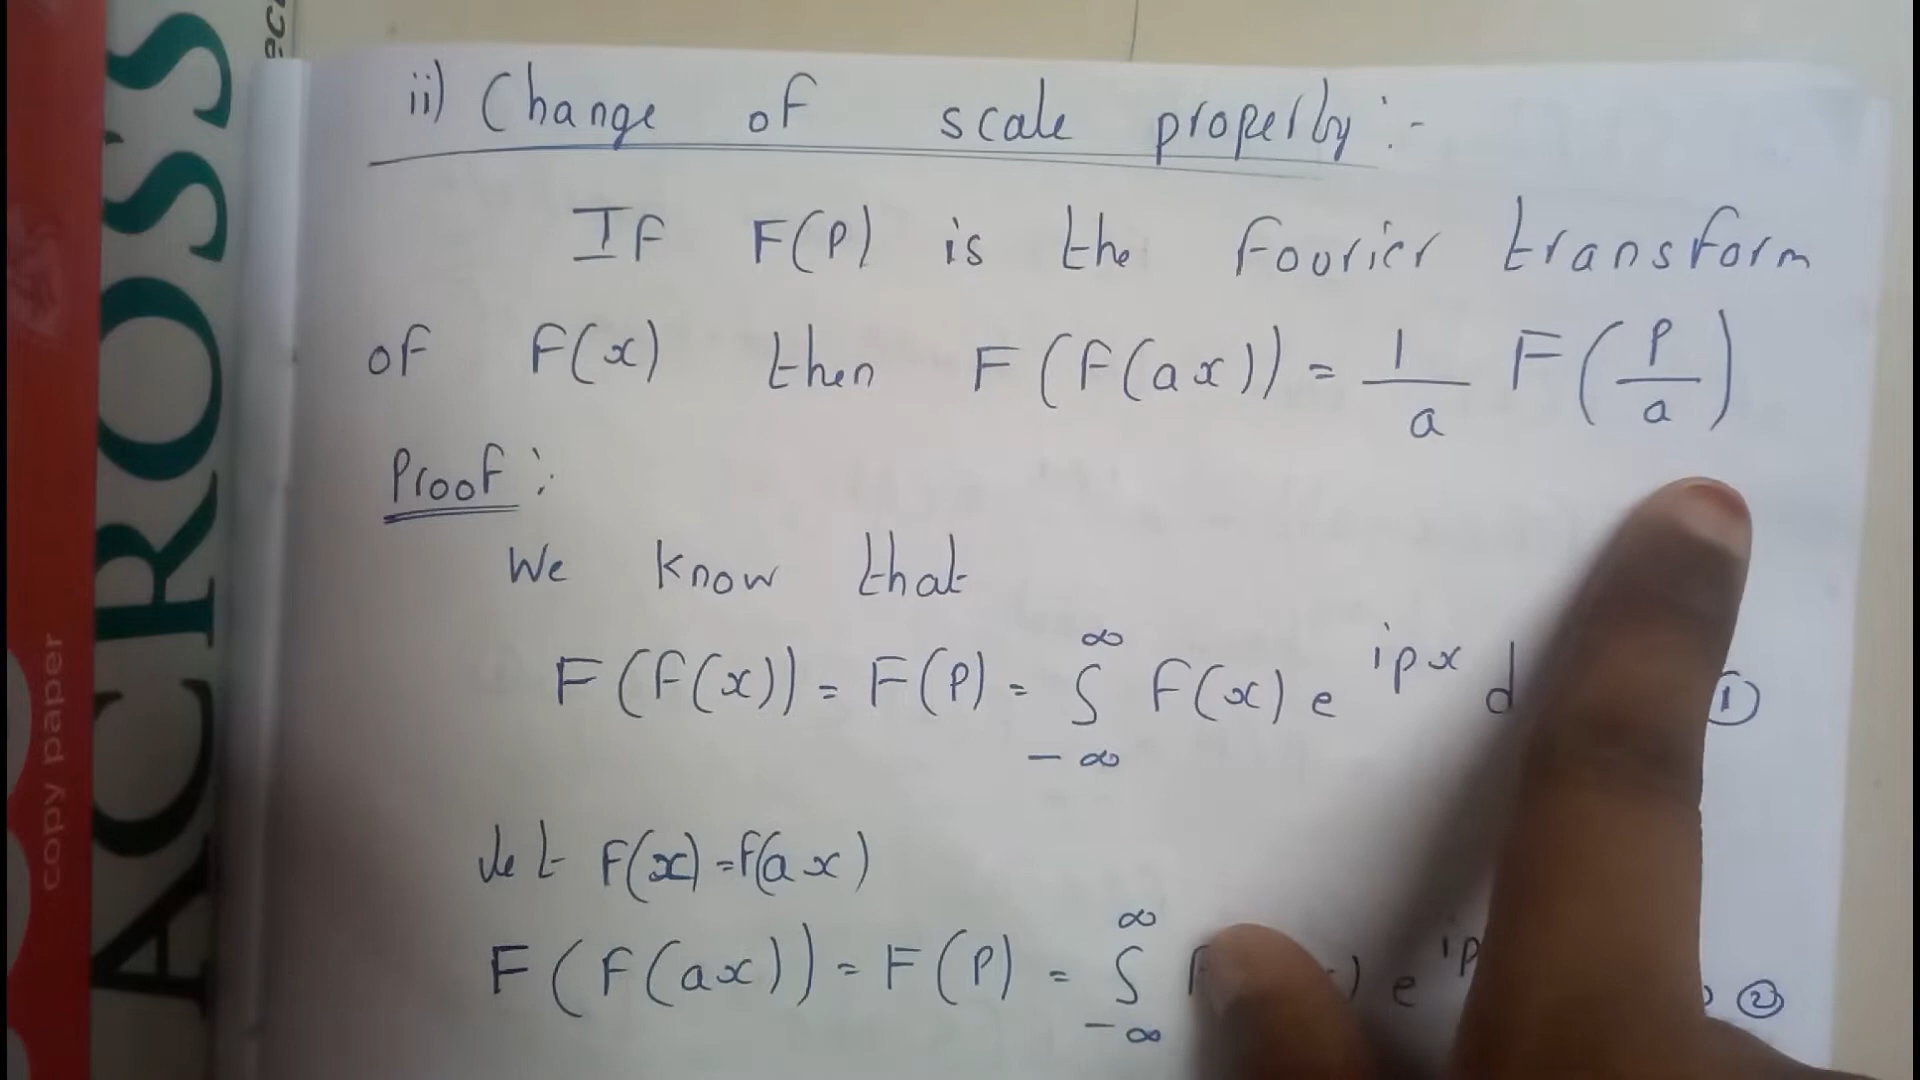 ACROSS
copy paper
ii) Change of scale property :-
If F(p) is the Fourier transform
of f(x) then F(f(ax)) = 1/a F(p/a)
Proof :
We know that
F(f(x)) = F(p) = ∫_{-∞}^{∞} f(x) e^{ipx} d ①
Let f(x) = f(ax)
F(f(ax)) = F(p) = ∫_{-∞}^{∞} f ) e^{ip ②